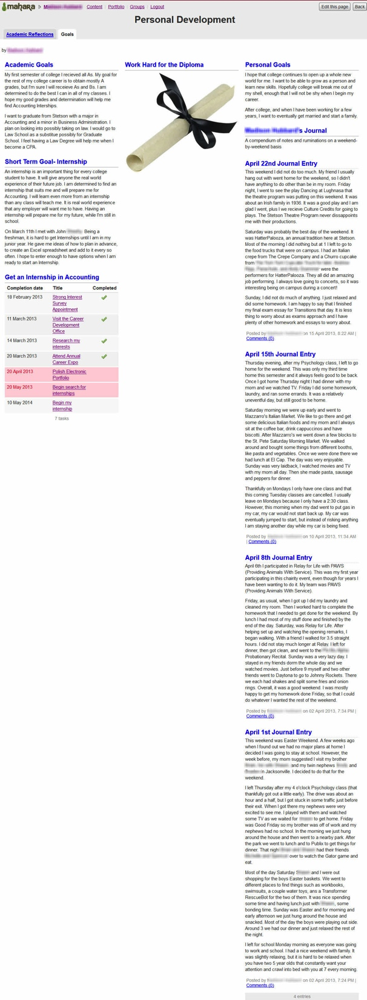 mahara
Content | Portfolio | Groups | Logout
Edit this page
Back
Personal Development
Academic Reflections
Goals
by
Academic Goals
My first semester of college I recieved all As. My goal for
the rest of my college career is to obtain mostly A
grades, but I'm sure I will receieve As and Bs. I am
determined to do the best I can in all of my classes. I
hope my good grades and determination will help me
find Accounting Interships.
I want to graduate from Stetson with a major in
Accounting and a minor in Business Administration. I
plan on looking into possibly taking on law. I would go to
Law School as a substitue possibly for Graduate
School. I feel having a Law Degree will help me when I
become a CPA.
Short Term Goal- Internship
An internship is an important thing for every college
student to have. It will give anyone the real world
experience of their future job. I am determined to find an
internship that suits me and will prepare me for
Accounting. I will learn even more from an internship
than any class will teach me. It is real world experience
that any employer will want me to have. Having an
internship will prepare me for my future, while I'm still in
school.
On March 11th I met with John Being a
freshman, is hard to get Internships until I am in my
junior year. He gave me ideas of how to plan in advance,
to create an Excel spreadsheet and add to it every so
often. I hope to enter enough to have options when I am
ready to start an Internship.
Get an Internship in Accounting
Completion date Title Completed
18 February 2013 Strong Interest
Survey
Appointment
11 March 2013 Visit the Career
Development
Office
14 March 2013 Research my
interests
20 March 2013 Attend Annual
Career Expo
20 April 2013 Polish Electronic
Portfolio
20 May 2013 Begin search for
internships
10 May 2014 Begin my
internship
7 tasks
Work Hard for the Diploma
Personal Goals
I hope that college continues to open up a whole new
world for me. I want to be able to grow as a person and
learn new skills. Hopefully college will break me out of
my shell, enough that I will not be shy when I begin my
career.
After college, and when I have been working for a few
years, I want to eventually get married and start a family.
's Journal
A compendium of notes and ruminations on a weekend-
by-weekend basis
April 22nd Journal Entry
This weekend I did not do too much. My friend I usually
hang out with went home for the weekend, so I didn't
have anything to do other than be in my room. Friday
night, I went to see the play Dancing at Lughnasa that
the theatre program was putting on this weekend. It was
about an Irish family in 1936. It was a good play and I am
glad I went, plus I we recieve Culture Credits for going to
plays. The Stetson Theatre Program never dissappoints
me with their productions.
Saturday was probably the best day of the weekend. It
was HatterPalooza, an annual tradition here at Stetson.
Most of the morning I did nothing but at 1 I left to go to
the food trucks that were on campus. I had an Italian
crepe from The Crepe Company and a Churro cupcake
from
were the
performers for HatterPalooza. They all did an amazing
job performing. I always love going to concerts, so it was
interesting being on campus during a concert!
Sunday, I did not do much of anything. I just relaxed and
did some homework. I am happy to say that I finished
my final exam essay for Transitions that day. It is less
thing to worry about as exams approach and I have
plenty of other homework and essays to worry about.
Posted by on 15 April 2013, 8:22 AM |
Comments (0)
April 15th Journal Entry
Thursday evening, after my Psychology class, I left to go
home for the weekend. This was only my third time
home this semester and it always feels good to be back.
Once I got home Thursday night I had dinner with my
mom and we watched TV. Friday I did some homework,
laundry, and ran some errands. It was a relatively
uneventful day, but still good to be home.
Saturday morning we were up early and went to
Mazzarro's Italian Market. We like to go there and get
some delicious Italian foods and my mom and I always
sit at the coffee bar, drink cappuccinos and have
biscotti. After Mazzarro's we went down a few blocks to
the St. Pete Saturday Morning Market. We walked
around and bought some things from different booths,
like pasta and vegetables. Once we were done there we
had lunch at El Cap. The day was very enjoyable.
Sunday was very laidback, I watched movies and TV
with my mom all day. Then she made pasta, sausage
and peppers for dinner.
Thankfully on Mondays I only have one class and that
this coming Tuesday classes are cancelled. I usually
leave on Mondays because I only have a 2:30 class.
However, this morning when my dad went to put gas in
my car, my car would not start back up. My car was
eventually jumped to start, but instead of risking anything
I am staying another day while my car is being fixed.
Posted by on 10 April 2013, 11:34 AM
| Comments (0)
April 8th Journal Entry
April 6th I participated in Relay for Life with PAWS
(Providing Animals With Service). This was my first year
participating in this charity event, even though for years I
have been wanting to do it. My team was PAWS
(Providing Animals With Service).
Friday, as usual, when I got up I did my laundry and
cleaned my room. Then I worked hard to complete the
homework that I needed to get done for the weekend. By
lunch I had most of my stuff done and finished by the
end of the day. Saturday, was Relay for Life. After
helping set up and watching the opening remarks, I
began walking. With a friend I walked for 3.5 straight
hours. I did not stay much longer at Relay. I left for
dinner, then got clean, and went to the
Probationary Recital. Sunday was a very lazy day. I
stayed in my friends dorm the whole day and we
watched movies. Just before 9 myself and two other
friends went to Daytona to go to Johnny Rockets. There
we each had shakes and split some fries and onion
rings. Overall, it was a good weekend. I was mostly
happy to get my homework done Friday, so that I could
do whatever I wanted the rest of the weekend.
Posted by on 02 April 2013, 7:34 PM |
Comments (0)
April 1st Journal Entry
This weekend was Easter Weekend. A few weeks ago
when I found out we had no major plans at home I
decided I was going to stay at school. However, the
week before, my mom suggested I visit my brother
and my twin nephews and
in Jacksonville. I decided to do that for the
weekend.
I left Thursday after my 4 o'clock Psychology class (that
thankfully got out a little early). The drive was about an
hour and a half, but I got stuck in some traffic just before
their exit. When I got there my nephews were very
excited to see me. I played with them and watched
some TV as we waited for to get home. Friday
was Good Friday so my brother was off of work and my
nephews had no school. In the morning we just hung
around the house and then went to a nearby park. After
the park we went to lunch and to Publix to get things for
dinner. That night had their friends
over to watch the Gator game and
eat.
Most of the day Saturday and I were out
shopping for the boys Easter baskets. We went to
different places to find things such as workbooks,
swimsuits, a couple water toys, ans a Transformer
RescueBot for the two of them. It was nice spending
some time and having lunch just with , some
bonding time. Sunday was Easter and for morning and
early afternoon we just hung around the house and
snacked. Most of the day the boys were playing out side.
Around 3 we had our dinner and just relaxed the rest of
the night.
I left for school Monday morning as everyone was going
to work and school. I had a nice weekend with family. It
was slightly relaxing, but it is hard to be relaxed when
you have two 5 year olds that constantly want your
attention and crawl into bed with you at 7 every morning.
Posted by on 02 April 2013, 7:24 PM |
Comments (0)
4 entries